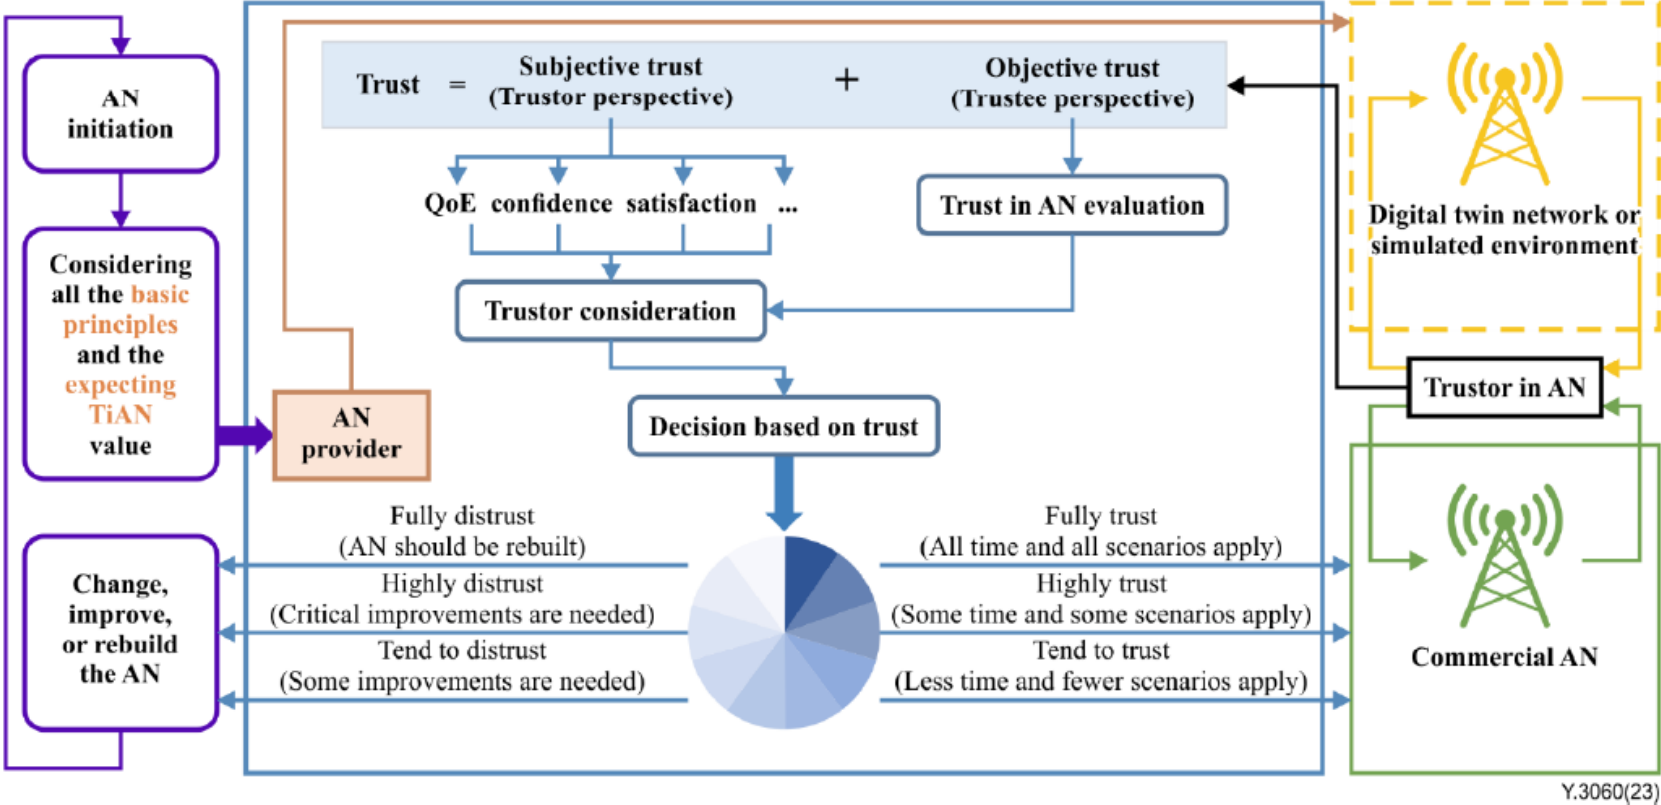 AN
initiation
Considering
all the basic
principles
and the
expecting
TiAN
value
Change,
improve,
or rebuild
the AN
AN
provider
Trust = Subjective trust + Objective trust
(Trustor perspective) (Trustee perspective)
QoE confidence satisfaction ...
Trust in AN evaluation
Trustor consideration
Decision based on trust
Fully distrust
(AN should be rebuilt)
Highly distrust
(Critical improvements are needed)
Tend to distrust
(Some improvements are needed)
Fully trust
(All time and all scenarios apply)
Highly trust
(Some time and some scenarios apply)
Tend to trust
(Less time and fewer scenarios apply)
Digital twin network or
simulated environment
Trustor in AN
Commercial AN
Y.3060(23)